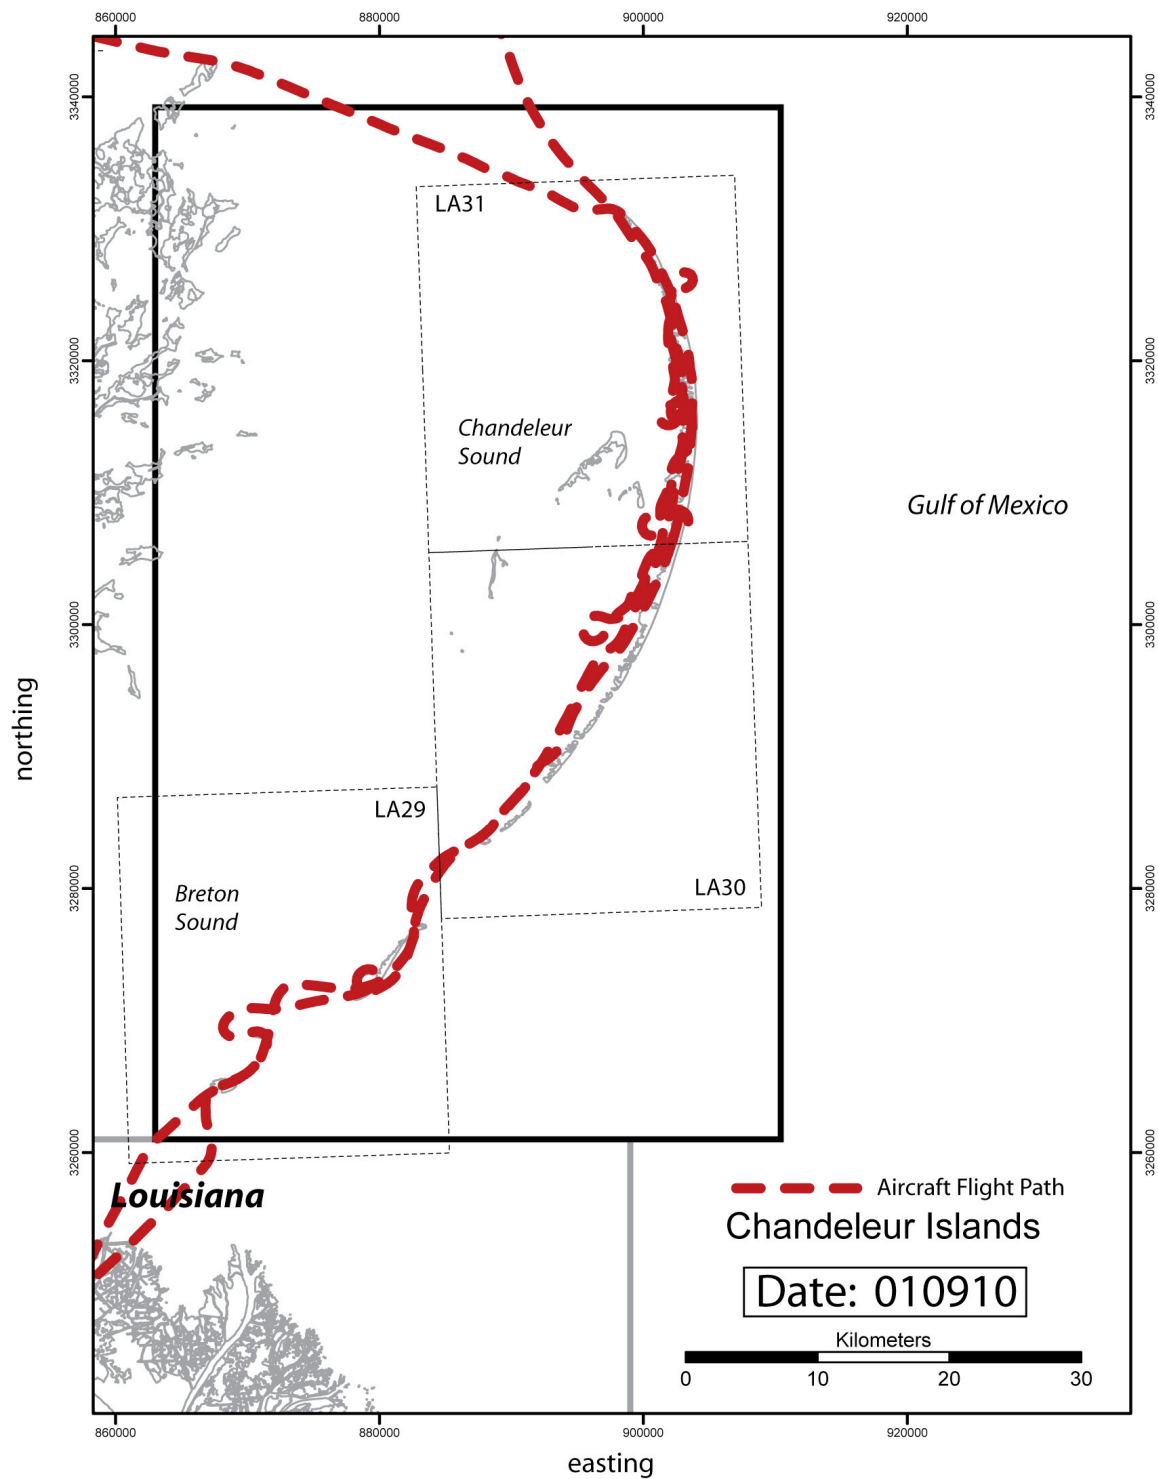 860000
880000
900000
920000
3340000
3340000
LA31
3320000
3320000
Chandeleur
Sound
Gulf of Mexico
3300000
3300000
northing
LA29
Breton
Sound
LA30
3280000
3280000
3260000
3260000
Louisiana
Aircraft Flight Path
Chandeleur Islands
Date: 010910
Kilometers
0 10 20 30
860000
880000
900000
920000
easting